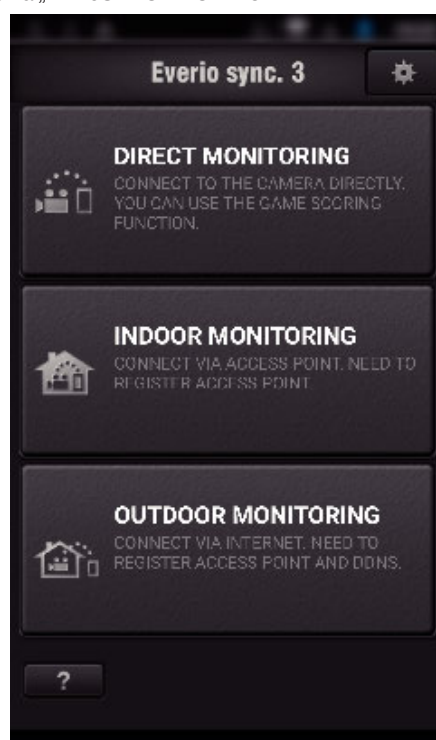 Everio sync. 3
DIRECT MONITORING
CONNECT TO THE CAMERA DIRECTLY.
YOU CAN USE THE GAME SCORING
FUNCTION.
INDOOR MONITORING
CONNECT VIA ACCESS POINT. NEED TO
REGISTER ACCESS POINT.
OUTDOOR MONITORING
CONNECT VIA INTERNET. NEED TO
REGISTER ACCESS POINT AND DDNS.
?